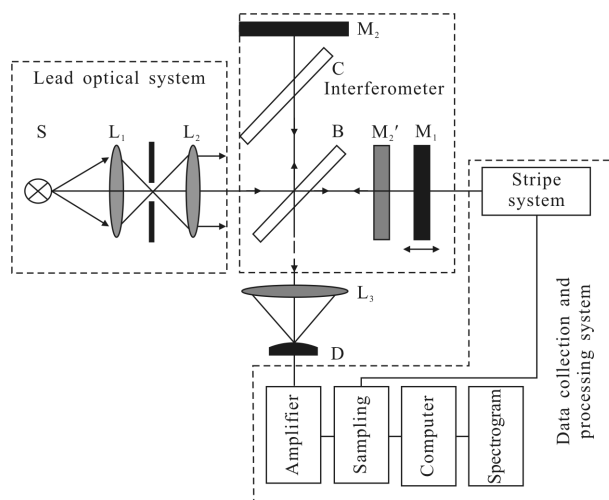 M₂
Lead optical system
C
Interferometer
S
L₁
L₂
B
M₂′
M₁
Stripe
system
L₃
D
Amplifier
Sampling
Computer
Spectrogram
Data collection and
processing system